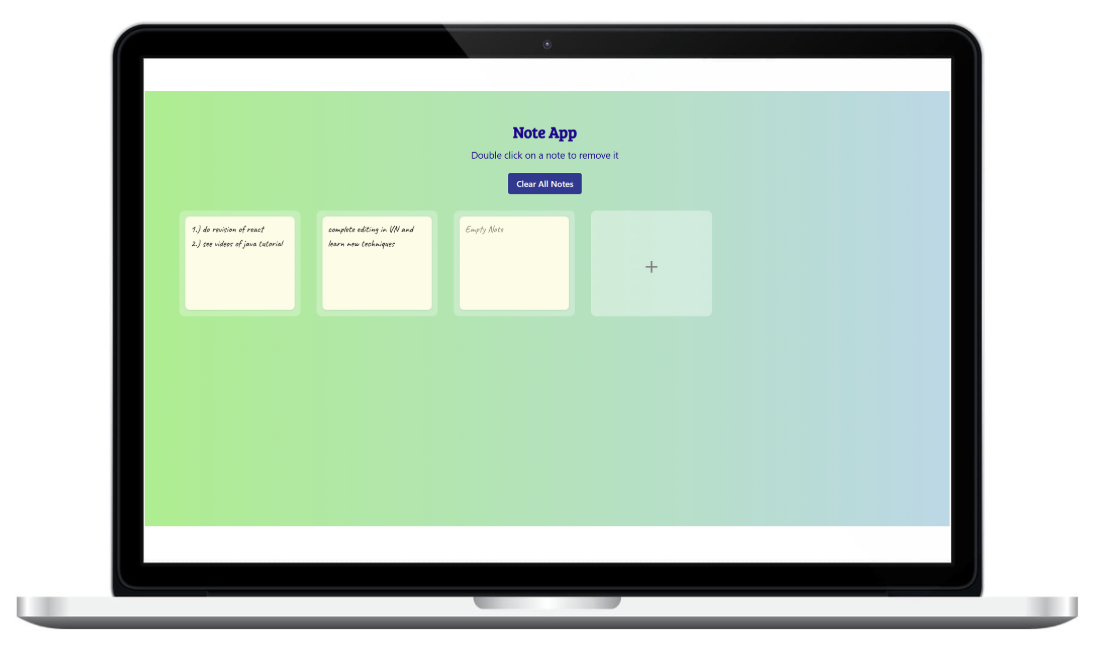 Note App
Double click on a note to remove it
Clear All Notes
1.) do revision of react
2.) see videos of java tutorial
complete editing in VN and
learn new techniques
Empty Note
+